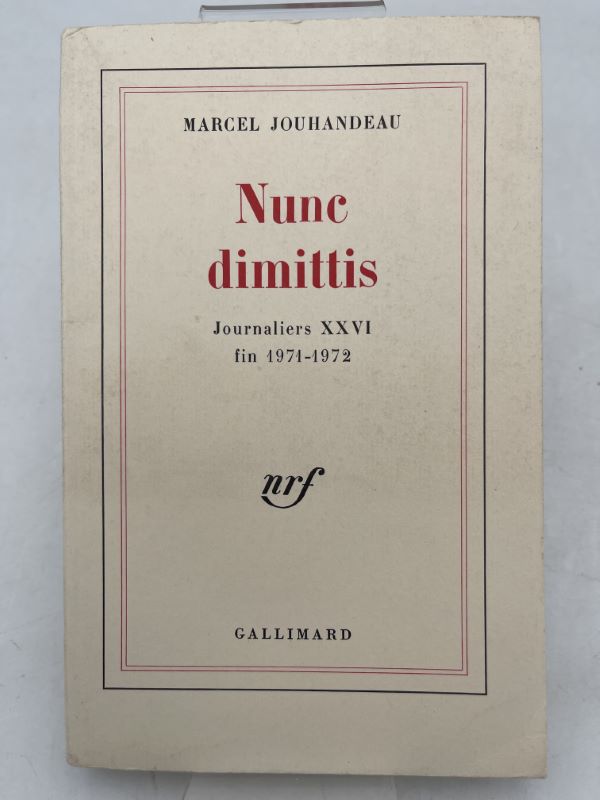 MARCEL JOUHANDEAU
Nunc
dimittis
Journaliers XXVI
fin 1971-1972
nrf
GALLIMARD